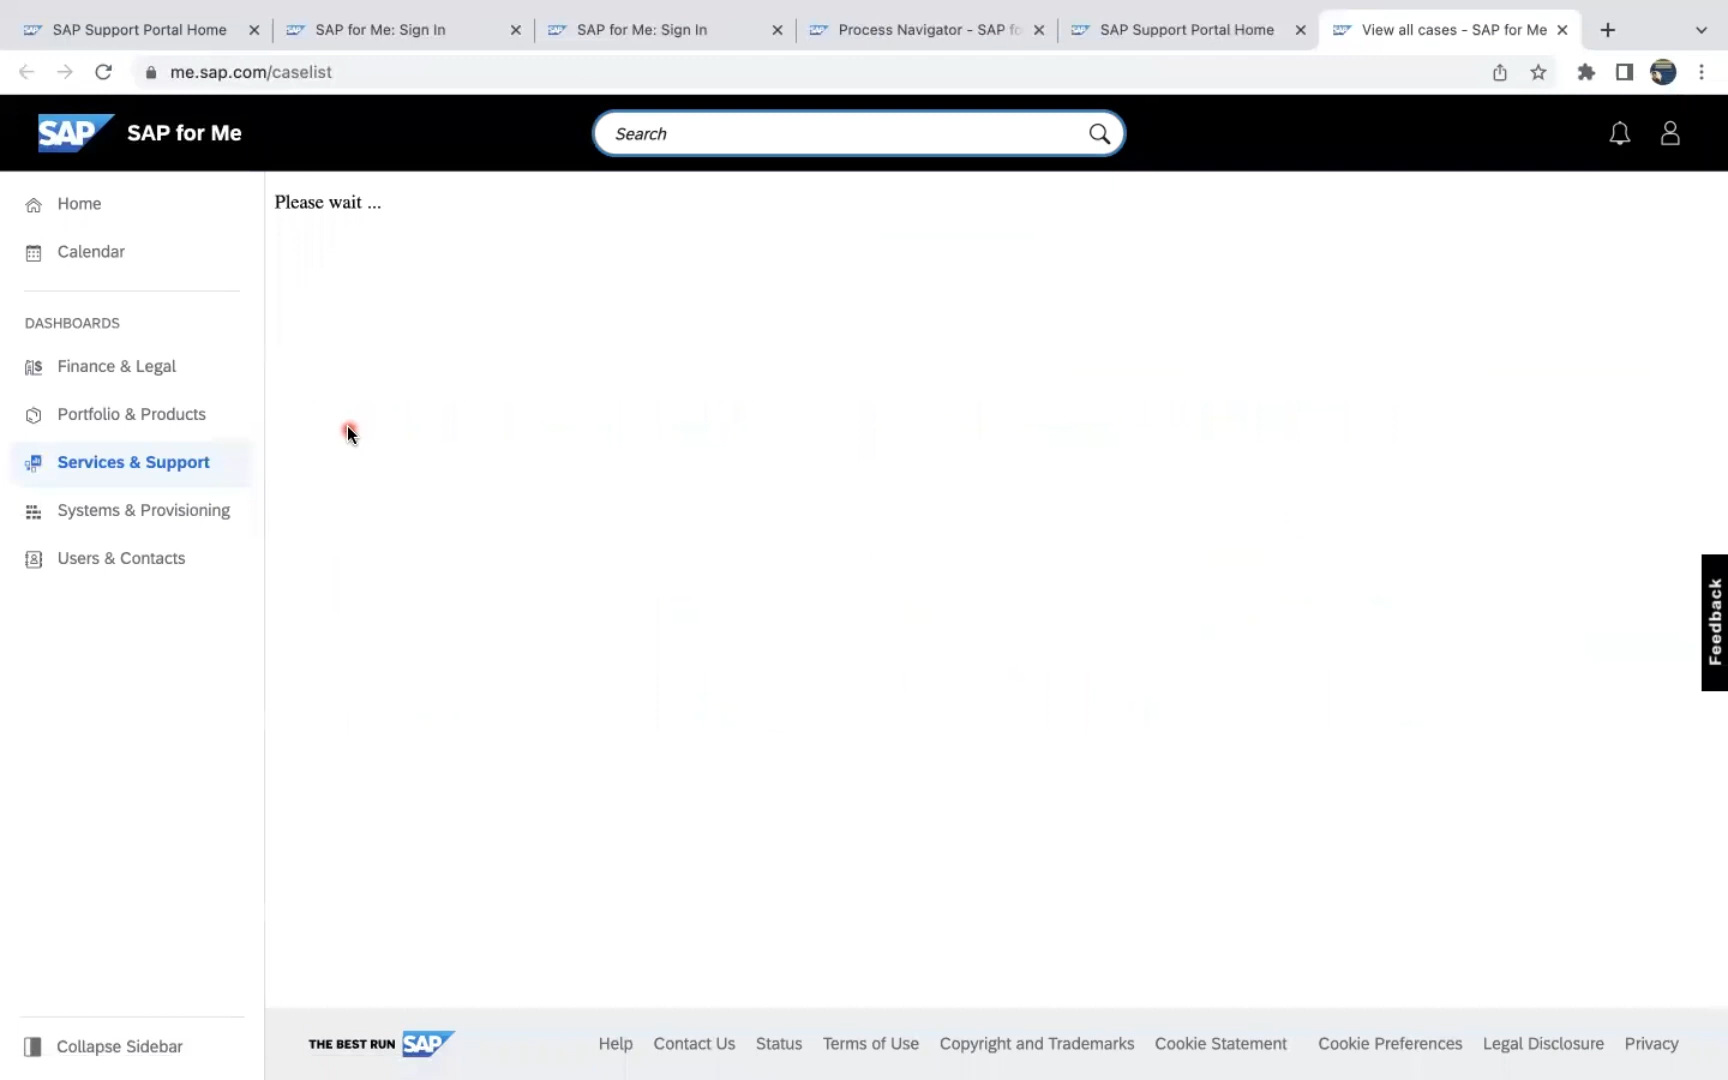 SAP Support Portal Home
SAP for Me: Sign In
SAP for Me: Sign In
Process Navigator - SAP fo
SAP Support Portal Home
View all cases - SAP for Me
me.sap.com/caselist
SAP SAP for Me
Search
Home
Calendar
DASHBOARDS
Finance & Legal
Portfolio & Products
Services & Support
Systems & Provisioning
Users & Contacts
Collapse Sidebar
Please wait ...
Feedback
THE BEST RUN SAP
Help Contact Us Status Terms of Use Copyright and Trademarks Cookie Statement Cookie Preferences Legal Disclosure Privacy